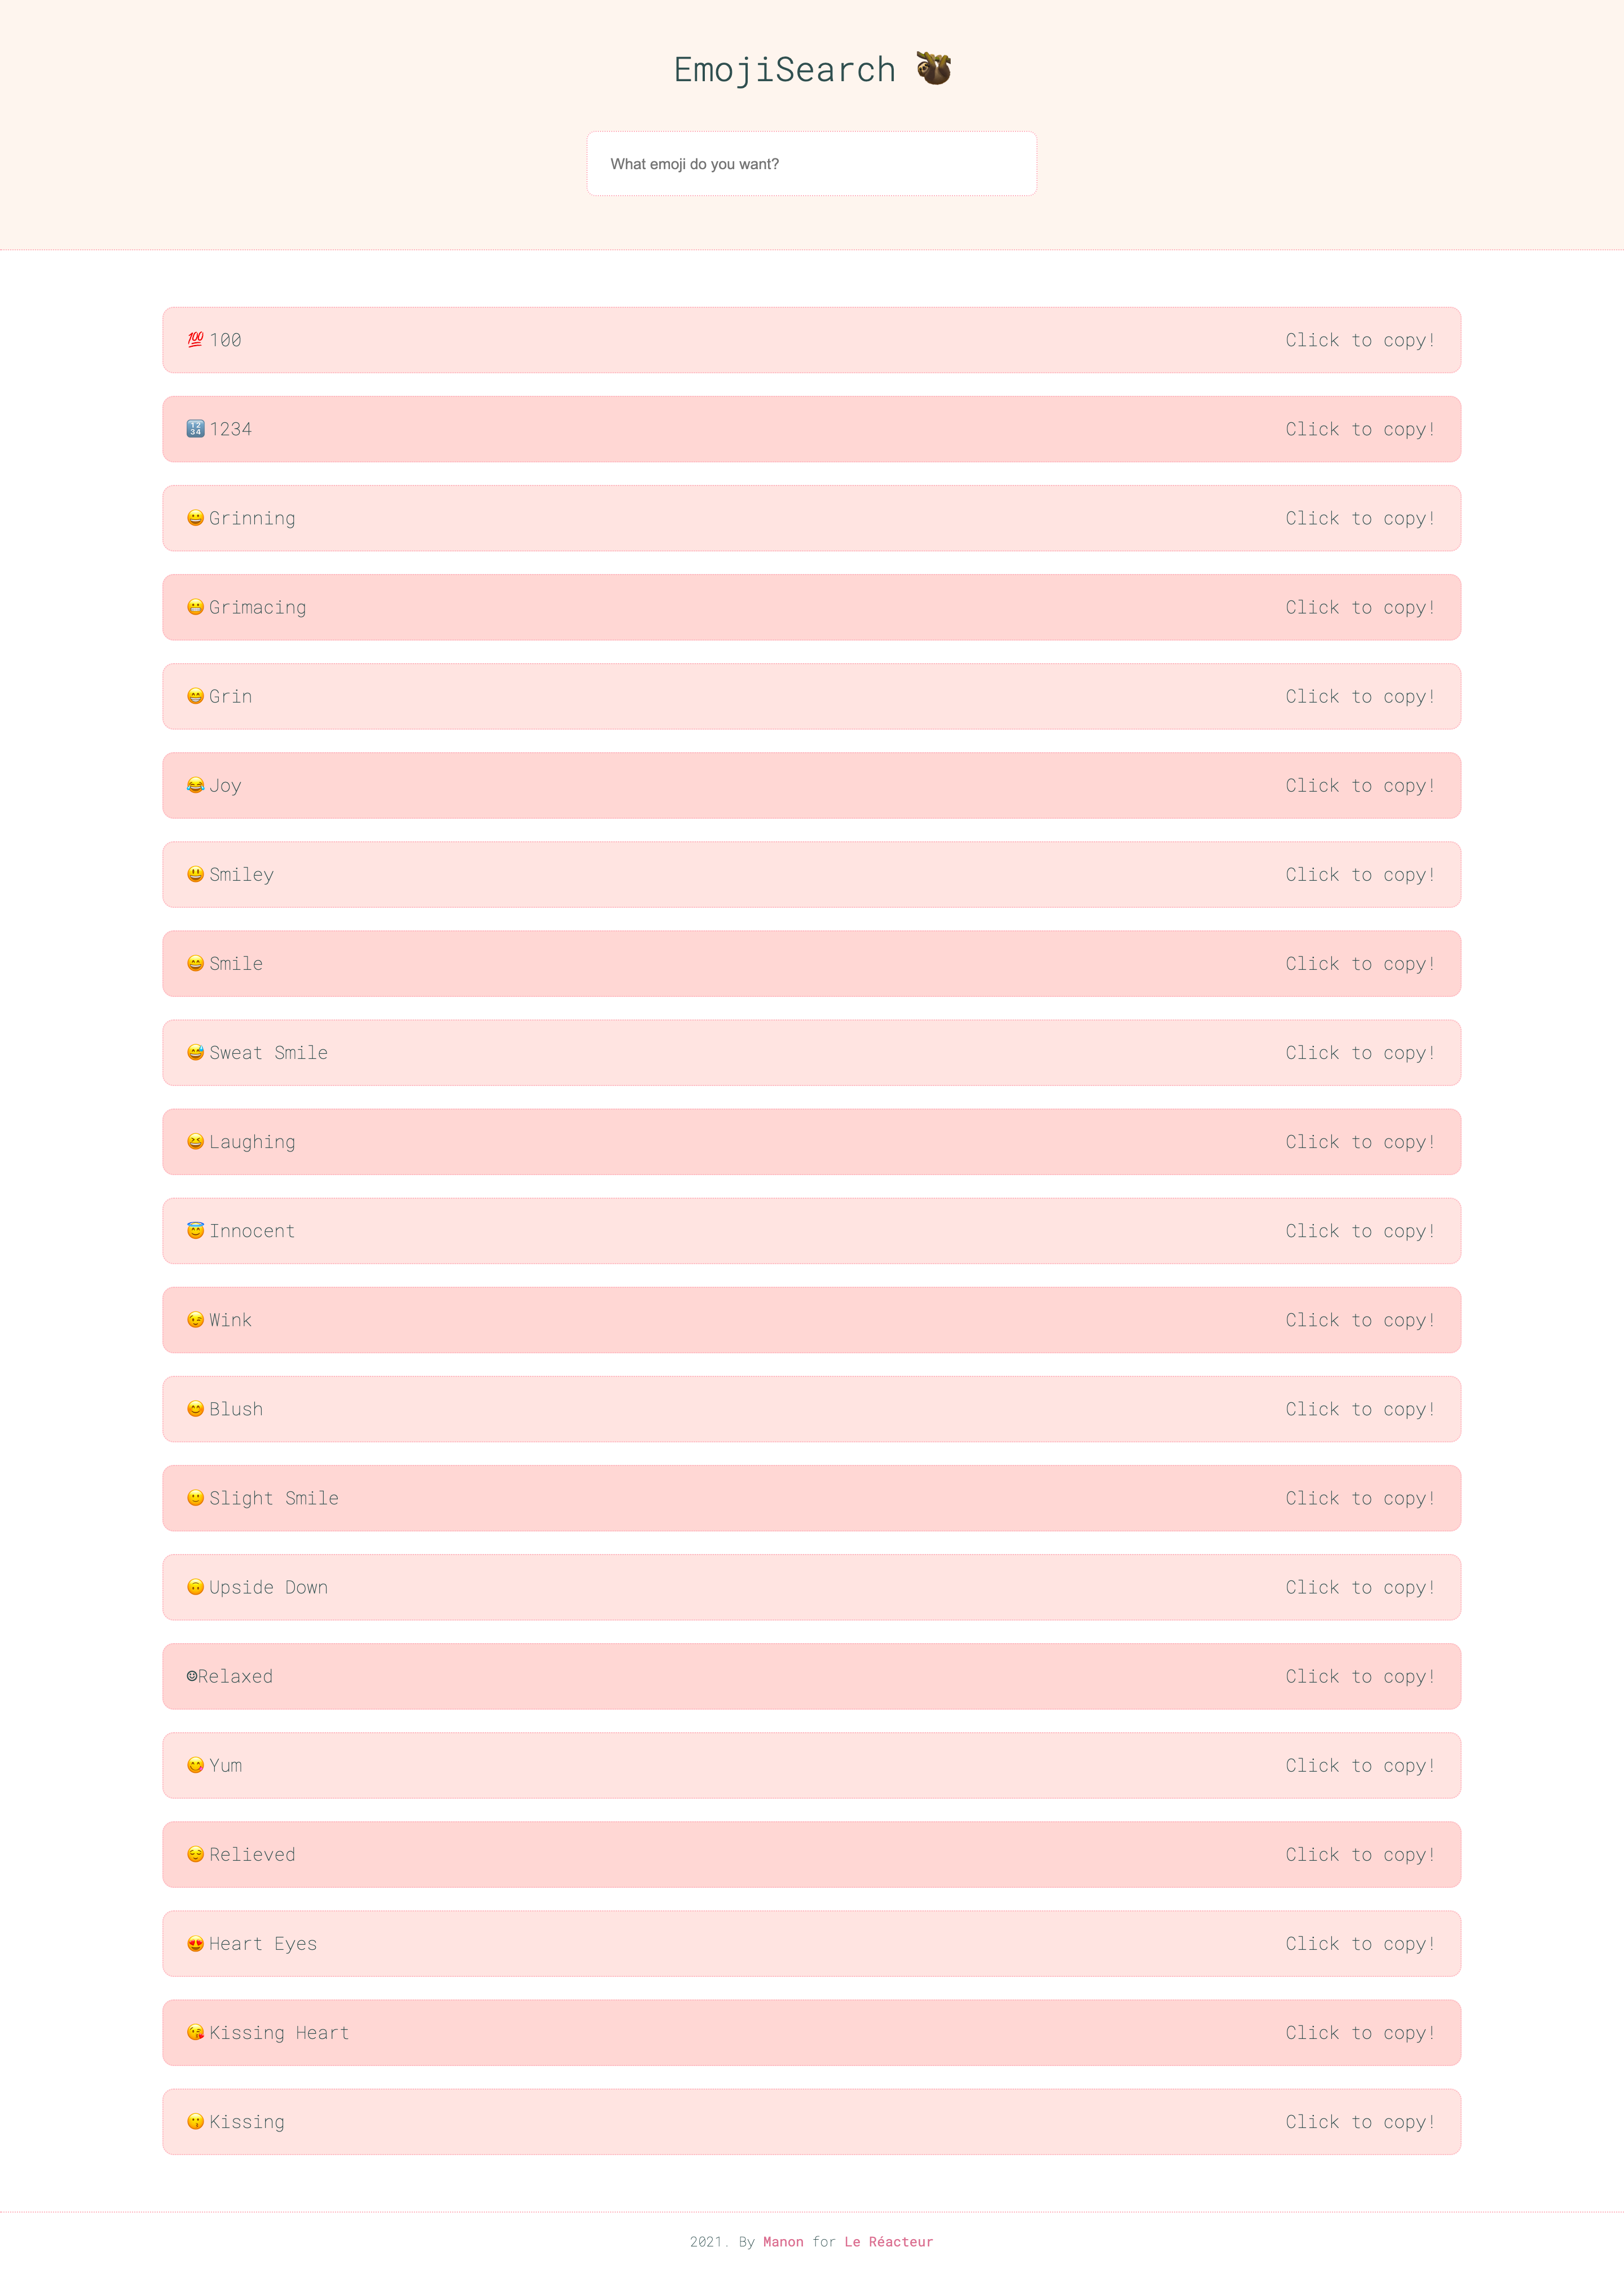 EmojiSearch 🦥
What emoji do you want?
💯 100 Click to copy!
🔢 1234 Click to copy!
😀 Grinning Click to copy!
😬 Grimacing Click to copy!
😁 Grin Click to copy!
😂 Joy Click to copy!
😃 Smiley Click to copy!
😄 Smile Click to copy!
😅 Sweat Smile Click to copy!
😆 Laughing Click to copy!
😇 Innocent Click to copy!
😉 Wink Click to copy!
😊 Blush Click to copy!
🙂 Slight Smile Click to copy!
🙃 Upside Down Click to copy!
☺Relaxed Click to copy!
😋 Yum Click to copy!
😌 Relieved Click to copy!
😍 Heart Eyes Click to copy!
😘 Kissing Heart Click to copy!
😗 Kissing Click to copy!
2021. By Manon for Le Réacteur